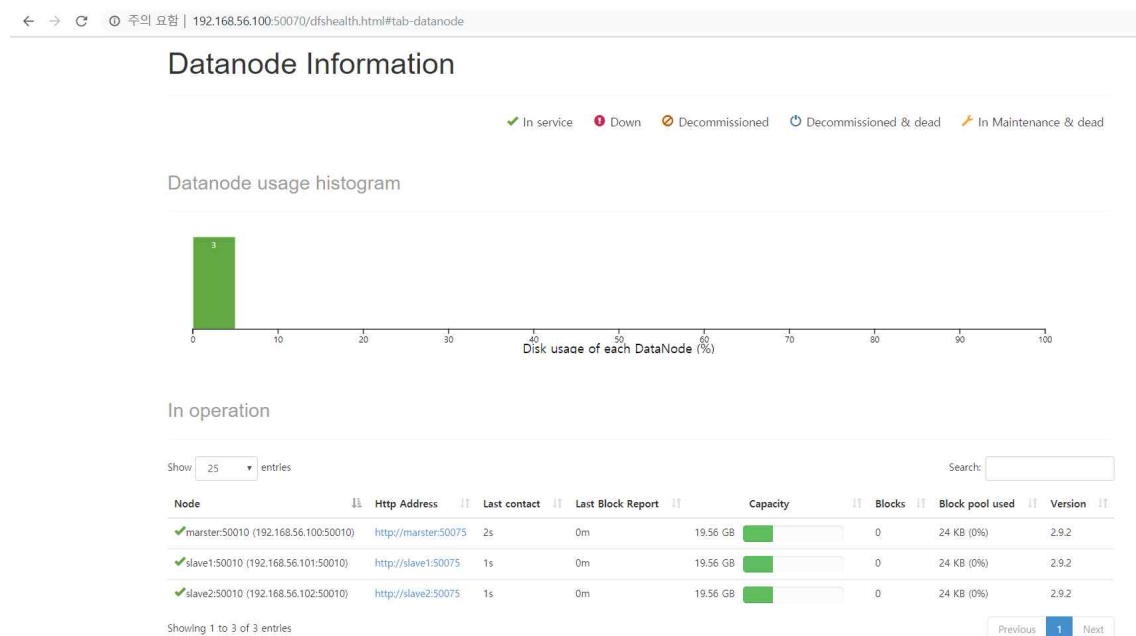 주의 요함 | 192.168.56.100:50070/dfshealth.html#tab-datanode
Datanode Information
In service Down Decommissioned Decommissioned & dead In Maintenance & dead
Datanode usage histogram
3
0 10 20 30 40 50 60 70 80 90 100
Disk usage of each DataNode (%)
In operation
Show 25 entries Search:
Node Http Address Last contact Last Block Report Capacity Blocks Block pool used Version
marster:50010 (192.168.56.100:50010) http://marster:50075 2s 0m 19.56 GB 0 24 KB (0%) 2.9.2
slave1:50010 (192.168.56.101:50010) http://slave1:50075 1s 0m 19.56 GB 0 24 KB (0%) 2.9.2
slave2:50010 (192.168.56.102:50010) http://slave2:50075 1s 0m 19.56 GB 0 24 KB (0%) 2.9.2
Showing 1 to 3 of 3 entries Previous 1 Next